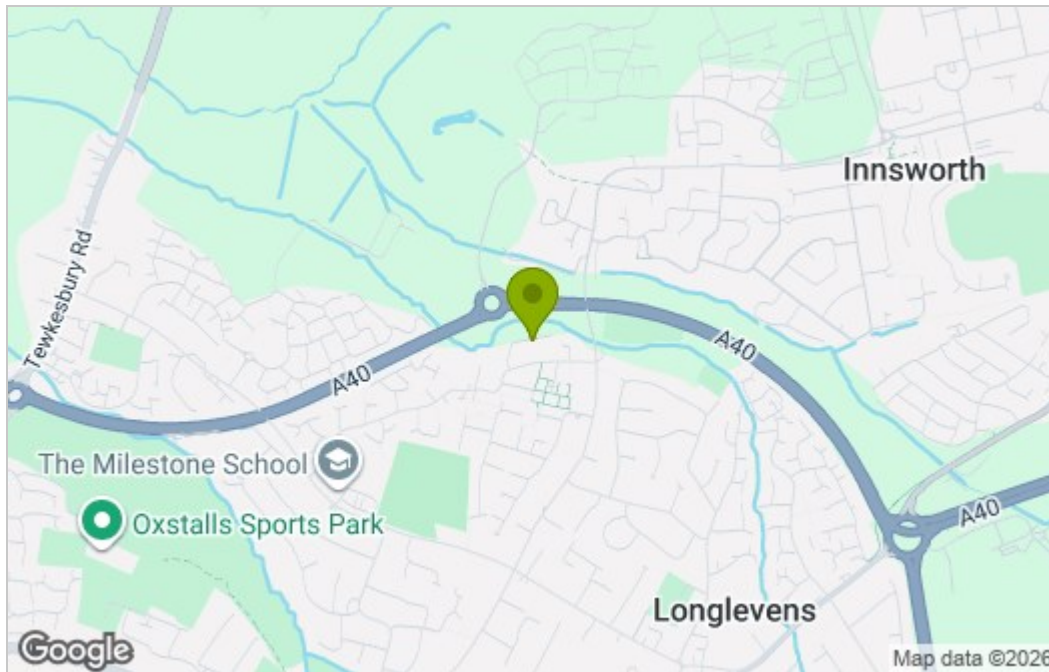 Innsworth
Tewkesbury Rd
A40
A40
The Milestone School
Oxstalls Sports Park
A40
Longlevens
Google
Map data ©2026